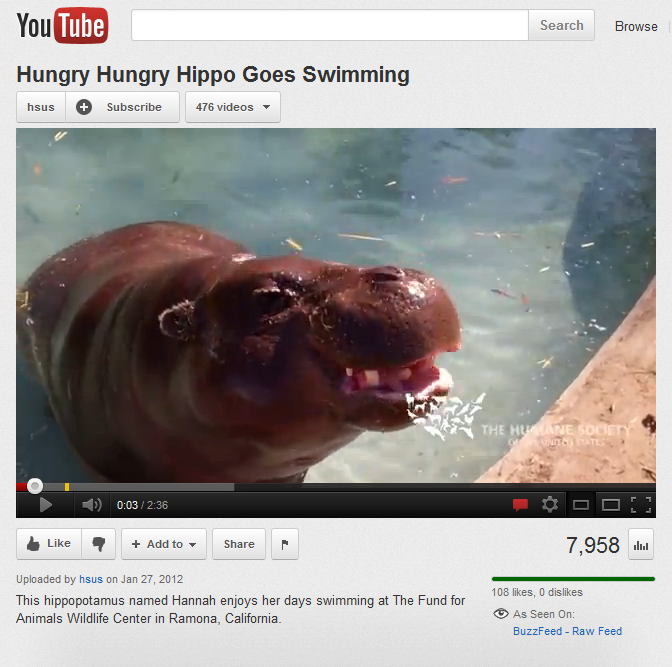 YouTube Search Browse
Hungry Hungry Hippo Goes Swimming
hsus Subscribe 476 videos
THE HUMANE SOCIETY
OF THE UNITED STATES
0:03 / 2:36
Like + Add to Share 7,958
Uploaded by hsus on Jan 27, 2012
This hippopotamus named Hannah enjoys her days swimming at The Fund for
Animals Wildlife Center in Ramona, California.
108 likes, 0 dislikes
As Seen On:
BuzzFeed - Raw Feed